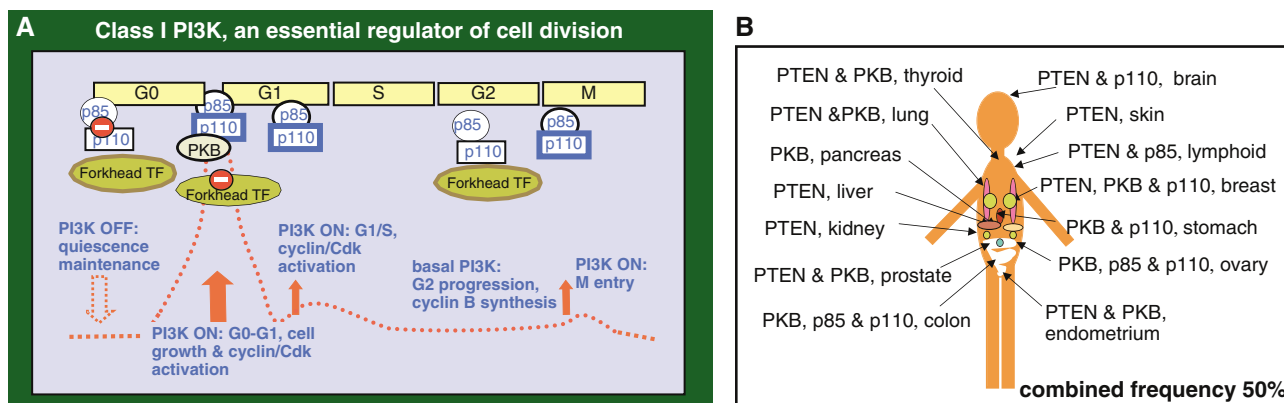 A
Class I PI3K, an essential regulator of cell division
G0
G1
S
G2
M
p85
p110
Forkhead TF
p85
p110
PKB
Forkhead TF
p85
p110
p85
p110
Forkhead TF
p85
p110
PI3K OFF:
quiescence
maintenance
PI3K ON: G0-G1, cell
growth & cyclin/Cdk
activation
PI3K ON: G1/S,
cyclin/Cdk
activation
basal PI3K:
G2 progression,
cyclin B synthesis
PI3K ON:
M entry
B
PTEN & PKB, thyroid
PTEN &PKB, lung
PKB, pancreas
PTEN, liver
PTEN, kidney
PTEN & PKB, prostate
PKB, p85 & p110, colon
PTEN & p110, brain
PTEN, skin
PTEN & p85, lymphoid
PTEN, PKB & p110, breast
PKB & p110, stomach
PKB, p85 & p110, ovary
PTEN & PKB,
endometrium
combined frequency 50%